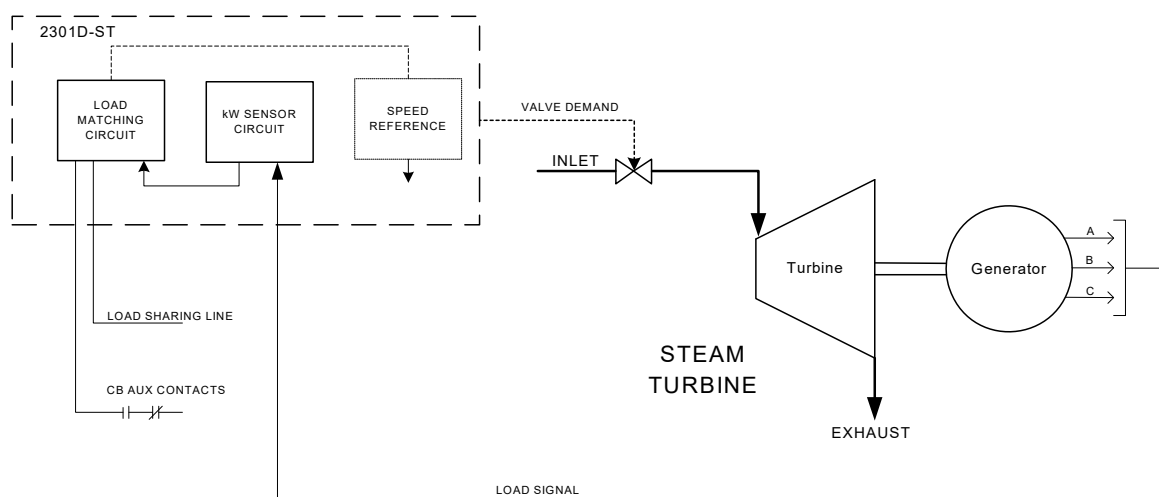 2301D-ST
LOAD
MATCHING
CIRCUIT
kW SENSOR
CIRCUIT
SPEED
REFERENCE
VALVE DEMAND
INLET
Turbine
Generator
A
B
C
LOAD SHARING LINE
STEAM
TURBINE
CB AUX CONTACTS
EXHAUST
LOAD SIGNAL